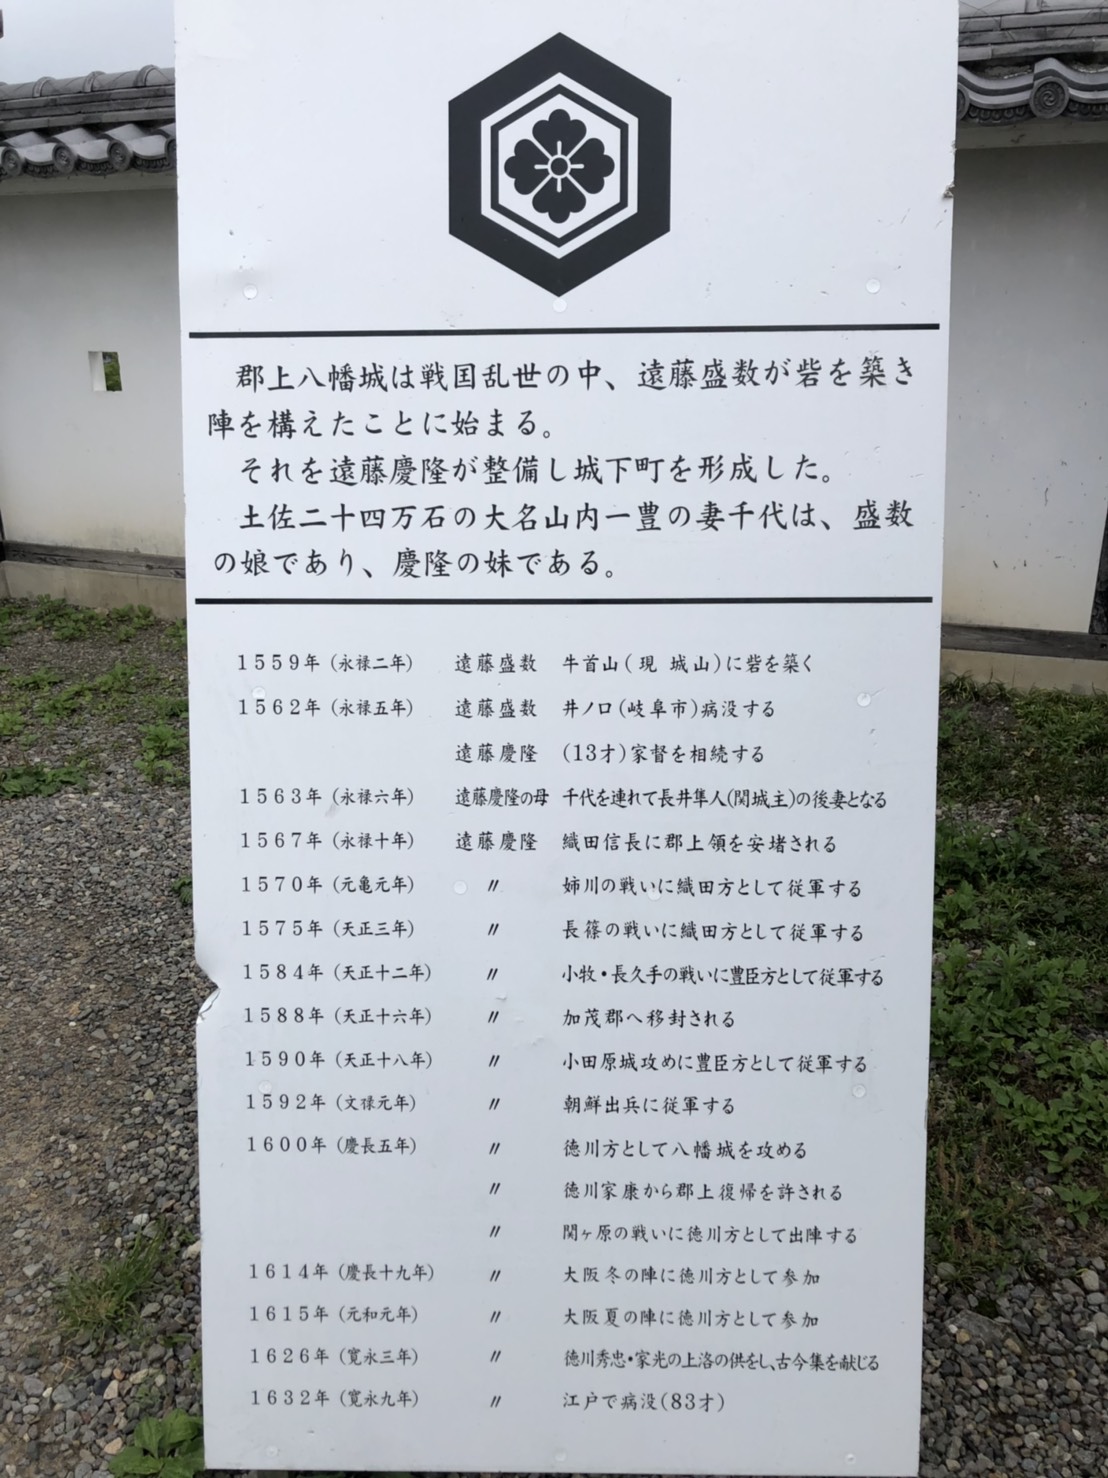 郡上八幡城は戦国乱世の中、遠藤盛数が砦を築き
陣を構えたことに始まる。
それを遠藤慶隆が整備し城下町を形成した。
土佐二十四万石の大名山内一豊の妻千代は、盛数
の娘であり、慶隆の妹である。
1559年(永禄二年) 遠藤盛数 牛首山(現 城山)に砦を築く
1562年(永禄五年) 遠藤盛数 井ノ口(岐阜市)病没する
遠藤慶隆 (13才)家督を相続する
1563年(永禄六年) 遠藤慶隆の母 千代を連れて長井隼人(関城主)の後妻となる
1567年(永禄十年) 遠藤慶隆 織田信長に郡上領を安堵される
1570年(元亀元年) 〃 姉川の戦いに織田方として従軍する
1575年(天正三年) 〃 長篠の戦いに織田方として従軍する
1584年(天正十二年) 〃 小牧・長久手の戦いに豊臣方として従軍する
1588年(天正十六年) 〃 加茂郡へ移封される
1590年(天正十八年) 〃 小田原城攻めに豊臣方として従軍する
1592年(文禄元年) 〃 朝鮮出兵に従軍する
1600年(慶長五年) 〃 徳川方として八幡城を攻める
〃 徳川家康から郡上復帰を許される
〃 関ヶ原の戦いに徳川方として出陣する
1614年(慶長十九年) 〃 大阪冬の陣に徳川方として参加
1615年(元和元年) 〃 大阪夏の陣に徳川方として参加
1626年(寛永三年) 〃 徳川秀忠・家光の上洛の供をし、古今集を献じる
1632年(寛永九年) 〃 江戸で病没(83才)